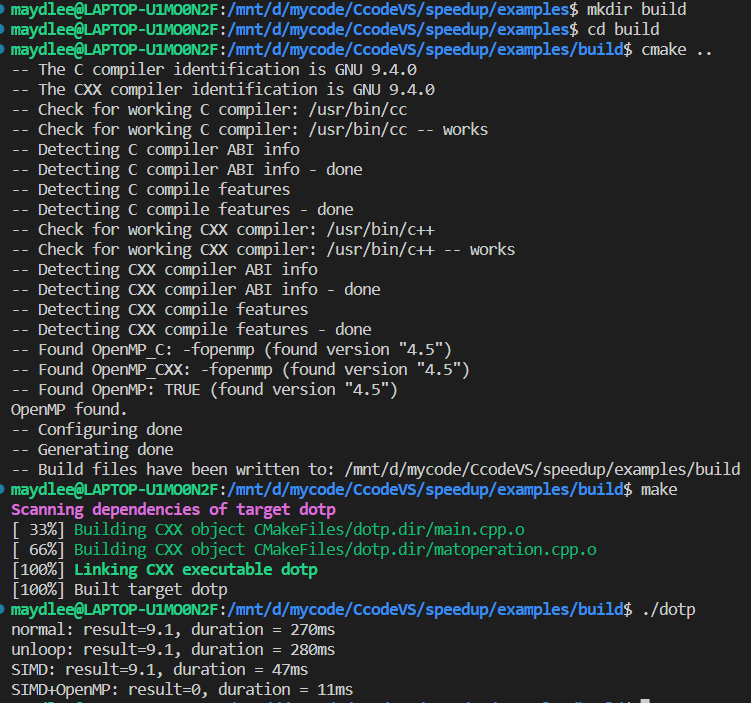 maydlee@LAPTOP-U1MO0N2F:/mnt/d/mycode/CcodeVS/speedup/examples$ mkdir build
maydlee@LAPTOP-U1MO0N2F:/mnt/d/mycode/CcodeVS/speedup/examples$ cd build
maydlee@LAPTOP-U1MO0N2F:/mnt/d/mycode/CcodeVS/speedup/examples/build$ cmake ..
-- The C compiler identification is GNU 9.4.0
-- The CXX compiler identification is GNU 9.4.0
-- Check for working C compiler: /usr/bin/cc
-- Check for working C compiler: /usr/bin/cc -- works
-- Detecting C compiler ABI info
-- Detecting C compiler ABI info - done
-- Detecting C compile features
-- Detecting C compile features - done
-- Check for working CXX compiler: /usr/bin/c++
-- Check for working CXX compiler: /usr/bin/c++ -- works
-- Detecting CXX compiler ABI info
-- Detecting CXX compiler ABI info - done
-- Detecting CXX compile features
-- Detecting CXX compile features - done
-- Found OpenMP_C: -fopenmp (found version "4.5")
-- Found OpenMP_CXX: -fopenmp (found version "4.5")
-- Found OpenMP: TRUE (found version "4.5")
OpenMP found.
-- Configuring done
-- Generating done
-- Build files have been written to: /mnt/d/mycode/CcodeVS/speedup/examples/build
maydlee@LAPTOP-U1MO0N2F:/mnt/d/mycode/CcodeVS/speedup/examples/build$ make
Scanning dependencies of target dotp
[ 33%] Building CXX object CMakeFiles/dotp.dir/main.cpp.o
[ 66%] Building CXX object CMakeFiles/dotp.dir/matoperation.cpp.o
[100%] Linking CXX executable dotp
[100%] Built target dotp
maydlee@LAPTOP-U1MO0N2F:/mnt/d/mycode/CcodeVS/speedup/examples/build$ ./dotp
normal: result=9.1, duration = 270ms
unloop: result=9.1, duration = 280ms
SIMD: result=9.1, duration = 47ms
SIMD+OpenMP: result=0, duration = 11ms